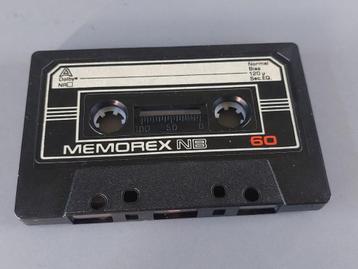 Dolby®
NR
Normal
Bias
120 µ
Sec.EQ.
100 50
MEMOREX NB 60